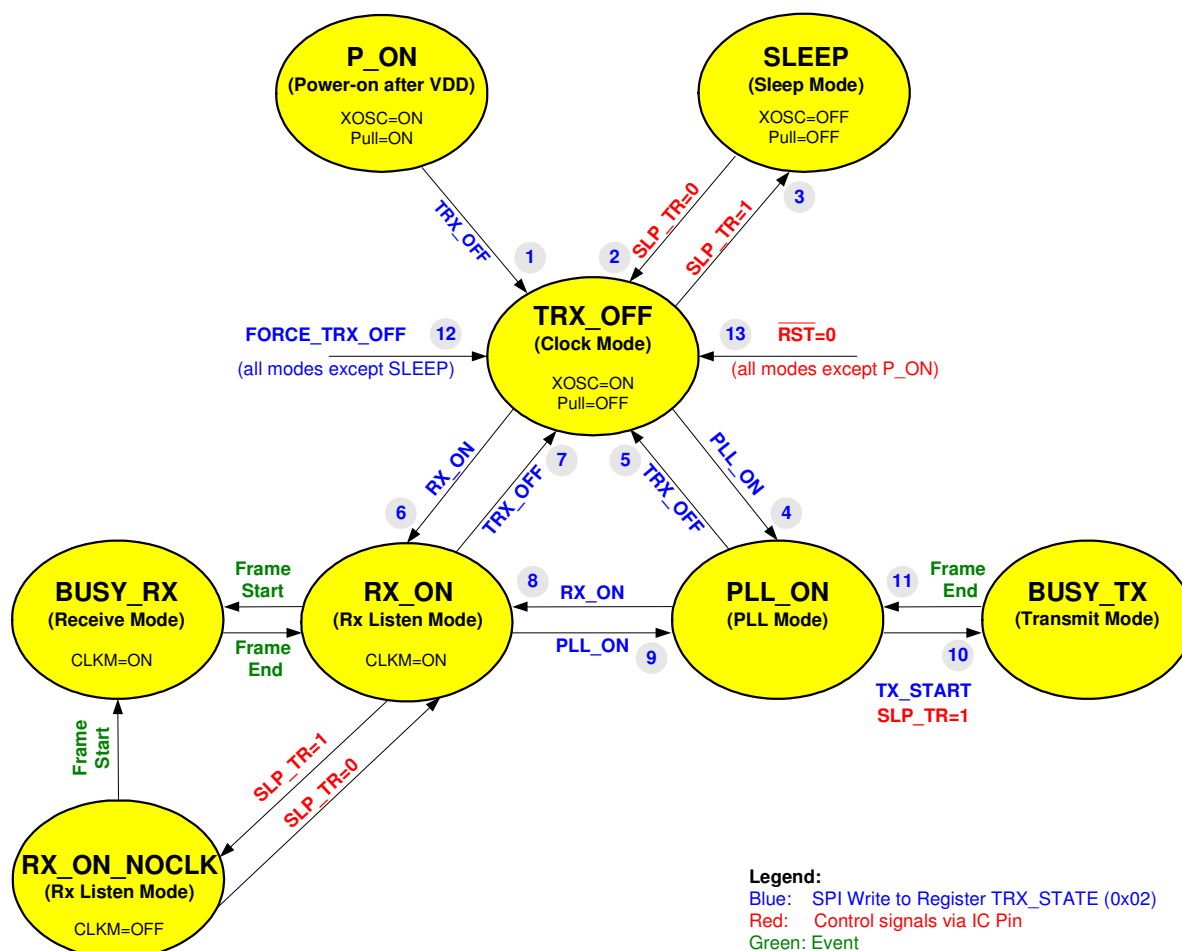 P_ON
(Power-on after VDD)
XOSC=ON
Pull=ON
SLEEP
(Sleep Mode)
XOSC=OFF
Pull=OFF
TRX_OFF
1
SLP_TR=0
2
SLP_TR=1
3
TRX_OFF
(Clock Mode)
XOSC=ON
Pull=OFF
FORCE_TRX_OFF
12
(all modes except SLEEP)
13
RST=0
(all modes except P_ON)
RX_ON
6
TRX_OFF
7
TRX_OFF
5
PLL_ON
4
BUSY_RX
(Receive Mode)
CLKM=ON
Frame
Start
Frame
End
RX_ON
(Rx Listen Mode)
CLKM=ON
8
RX_ON
PLL_ON
9
PLL_ON
(PLL Mode)
11
Frame
End
10
TX_START
SLP_TR=1
BUSY_TX
(Transmit Mode)
Frame
Start
SLP_TR=1
SLP_TR=0
RX_ON_NOCLK
(Rx Listen Mode)
CLKM=OFF
Legend:
Blue: SPI Write to Register TRX_STATE (0x02)
Red: Control signals via IC Pin
Green: Event